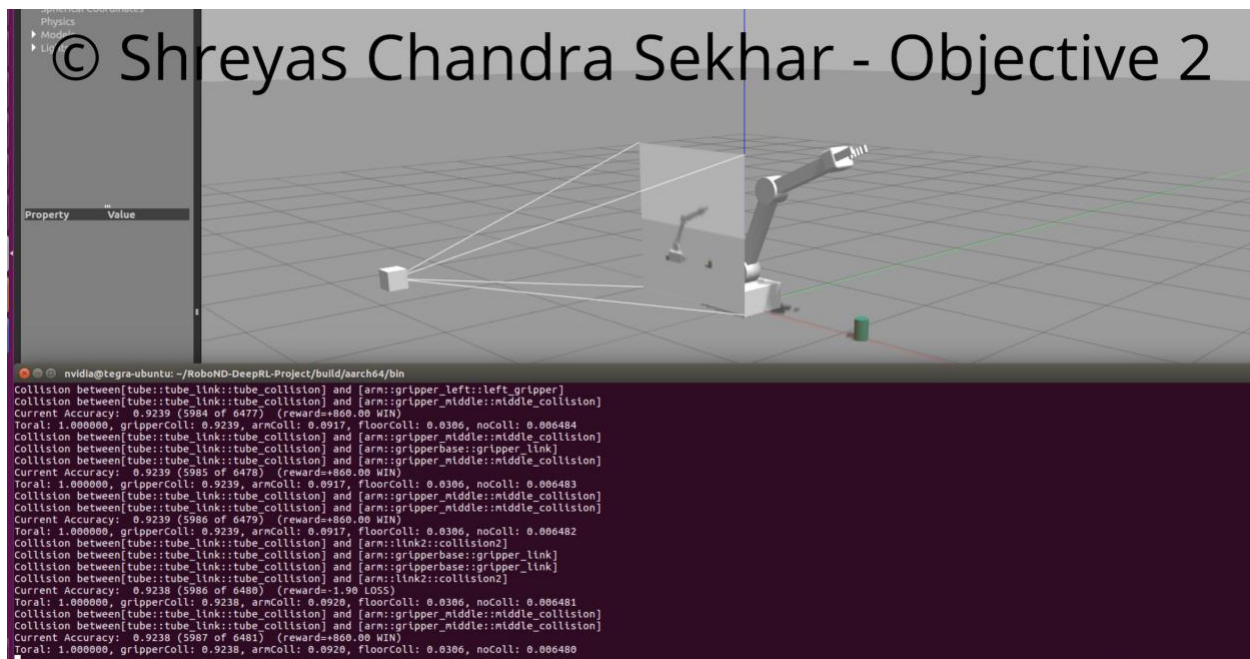 Spherical Coordinates
Physics
Models
Lights
© Shreyas Chandra Sekhar - Objective 2
Property Value
nvidia@tegra-ubuntu: ~/RoboND-DeepRL-Project/build/aarch64/bin
Collision between[tube::tube_link::tube_collision] and [arm::gripper_left::left_gripper]
Collision between[tube::tube_link::tube_collision] and [arm::gripper_middle::middle_collision]
Current Accuracy:  0.9239 (5984 of 6477)  (reward=+860.00 WIN)
Toral: 1.000000, gripperColl: 0.9239, armColl: 0.0917, floorColl: 0.0306, noColl: 0.006484
Collision between[tube::tube_link::tube_collision] and [arm::gripper_middle::middle_collision]
Collision between[tube::tube_link::tube_collision] and [arm::gripperbase::gripper_link]
Collision between[tube::tube_link::tube_collision] and [arm::gripper_middle::middle_collision]
Current Accuracy:  0.9239 (5985 of 6478)  (reward=+860.00 WIN)
Toral: 1.000000, gripperColl: 0.9239, armColl: 0.0917, floorColl: 0.0306, noColl: 0.006483
Collision between[tube::tube_link::tube_collision] and [arm::gripper_middle::middle_collision]
Collision between[tube::tube_link::tube_collision] and [arm::gripper_middle::middle_collision]
Current Accuracy:  0.9239 (5986 of 6479)  (reward=+860.00 WIN)
Toral: 1.000000, gripperColl: 0.9239, armColl: 0.0917, floorColl: 0.0306, noColl: 0.006482
Collision between[tube::tube_link::tube_collision] and [arm::link2::collision2]
Collision between[tube::tube_link::tube_collision] and [arm::gripperbase::gripper_link]
Collision between[tube::tube_link::tube_collision] and [arm::gripperbase::gripper_link]
Collision between[tube::tube_link::tube_collision] and [arm::link2::collision2]
Current Accuracy:  0.9238 (5986 of 6480)  (reward=-1.90 LOSS)
Toral: 1.000000, gripperColl: 0.9238, armColl: 0.0920, floorColl: 0.0306, noColl: 0.006481
Collision between[tube::tube_link::tube_collision] and [arm::gripper_middle::middle_collision]
Collision between[tube::tube_link::tube_collision] and [arm::gripper_middle::middle_collision]
Current Accuracy:  0.9238 (5987 of 6481)  (reward=+860.00 WIN)
Toral: 1.000000, gripperColl: 0.9238, armColl: 0.0920, floorColl: 0.0306, noColl: 0.006480